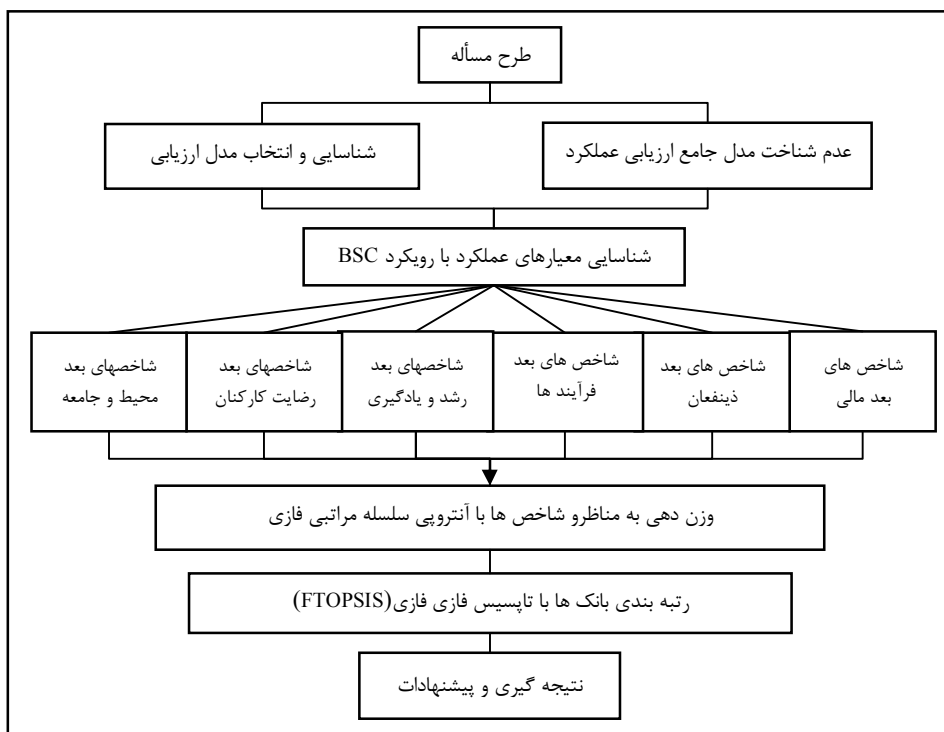 طرح مسأله
عدم شناخت مدل جامع ارزیابی عملکرد
شناسایی و انتخاب مدل ارزیابی
شناسایی معیارهای عملکرد با رویکرد BSC
شاخص های
بعد مالی
شاخص های بعد
ذینفعان
شاخص های بعد
فرآیند ها
شاخصهای بعد
رشد و یادگیری
شاخصهای بعد
رضایت کارکنان
شاخصهای بعد
محیط و جامعه
وزن دهی به مناظرو شاخص ها با آنتروپی سلسله مراتبی فازی
رتبه بندی بانک ها با تاپسیس فازی فازی(FTOPSIS)
نتیجه گیری و پیشنهادات